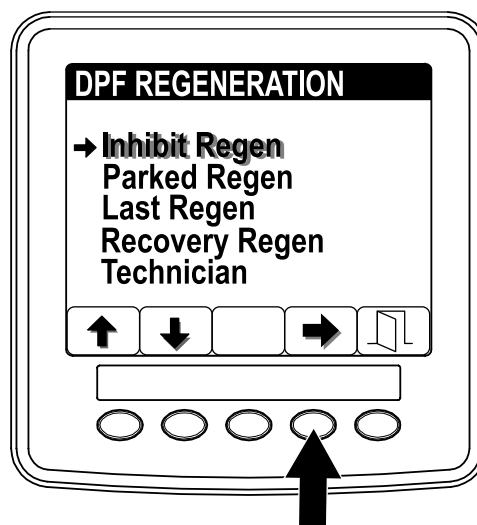 DPF REGENERATION
Inhibit Regen
Parked Regen
Last Regen
Recovery Regen
Technician